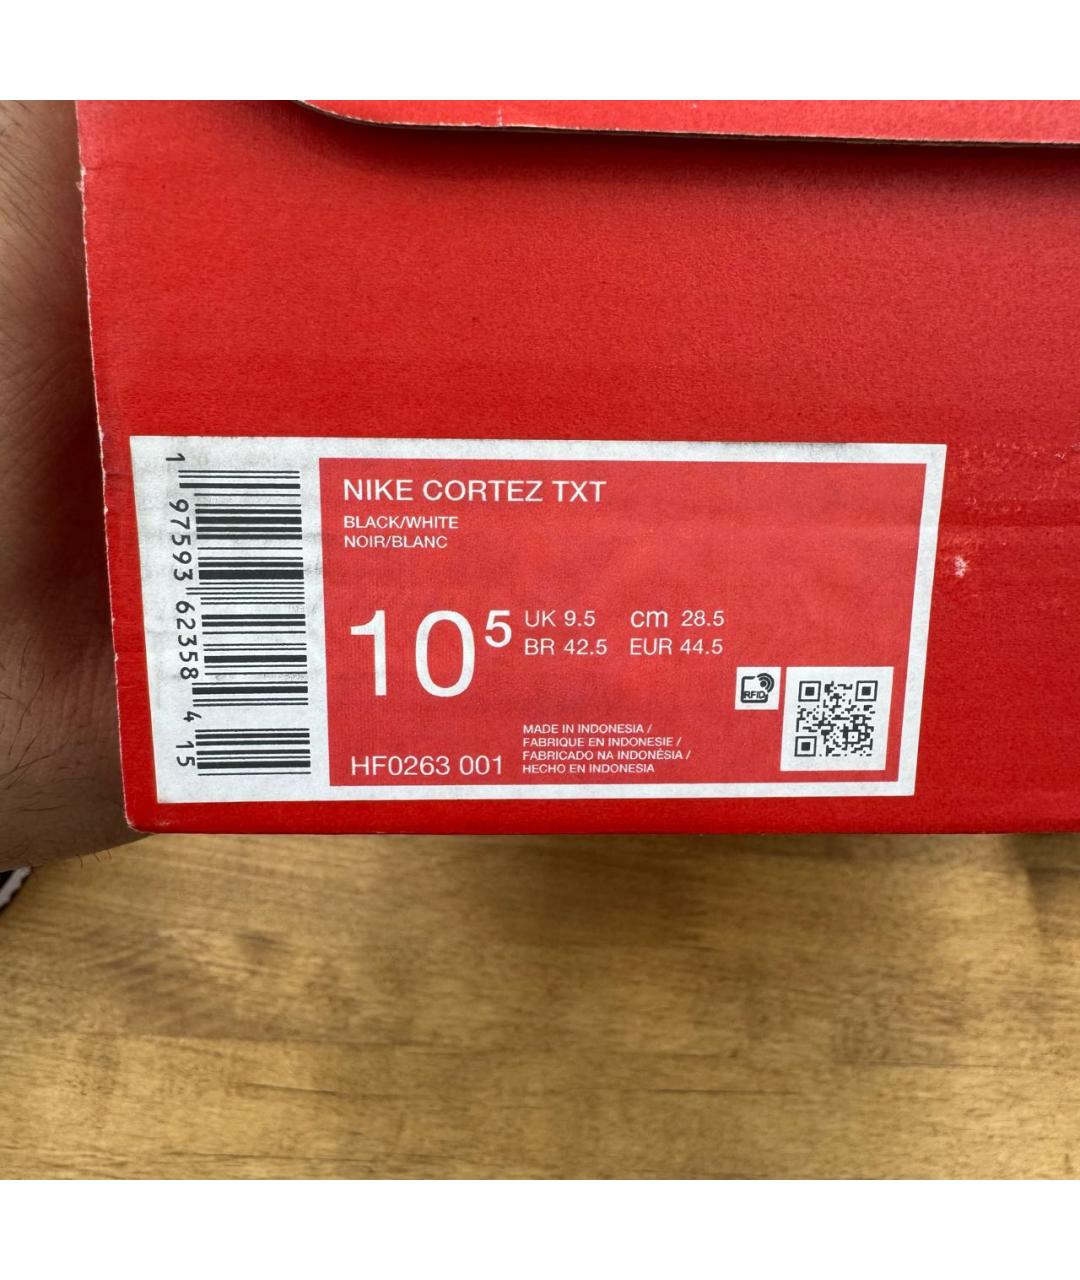 NIKE CORTEZ TXT
BLACK/WHITE
NOIR/BLANC
10⁵
UK 9.5 cm 28.5
BR 42.5 EUR 44.5
RFID
HF0263 001
MADE IN INDONESIA /
FABRIQUE EN INDONESIE /
FABRICADO NA INDONÉSIA /
HECHO EN INDONESIA
1 97593 62358 4 15